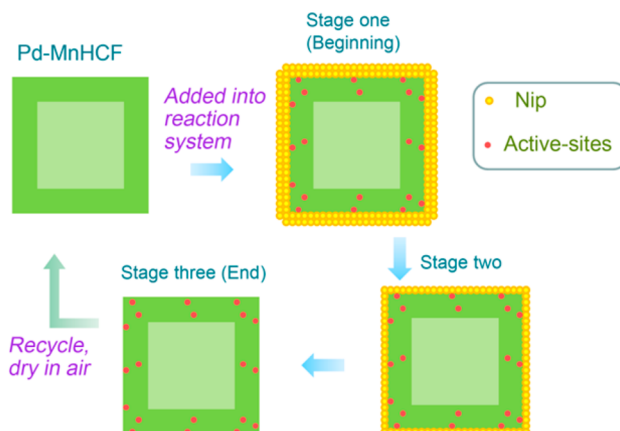 Stage one
(Beginning)
Pd-MnHCF
Added into
reaction
system
Nip
Active-sites
Stage two
Stage three (End)
Recycle,
dry in air